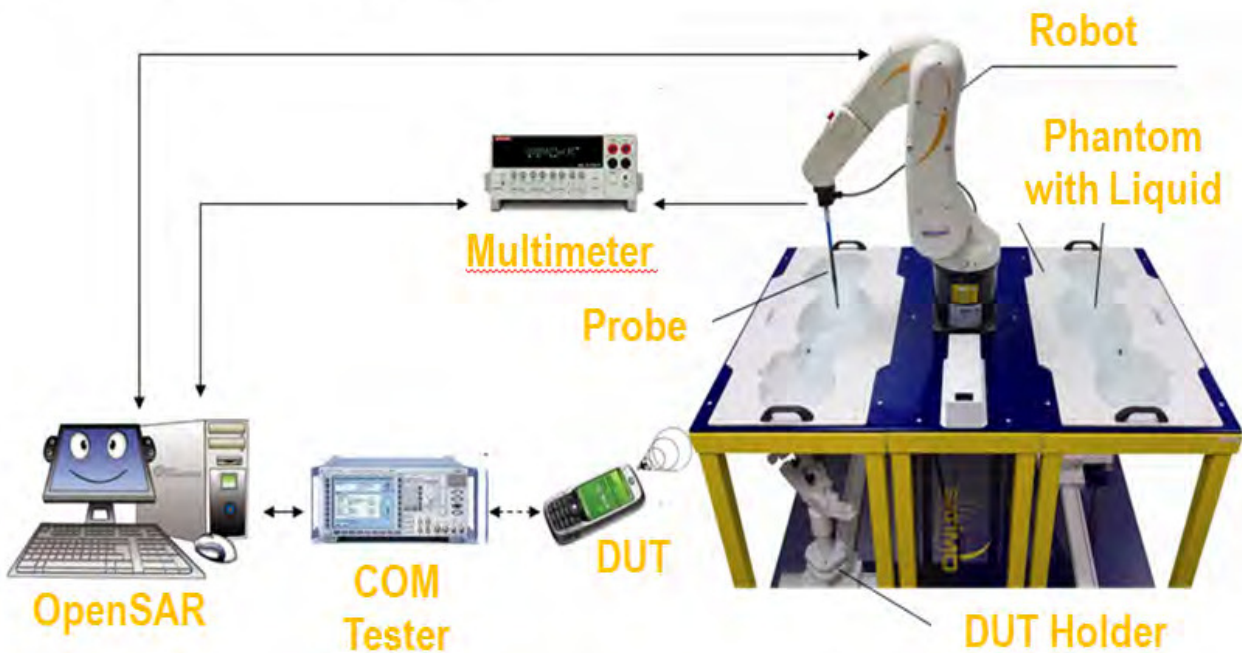 Robot
Phantom
with Liquid
Multimeter
Probe
OpenSAR
COM
Tester
DUT
DUT Holder